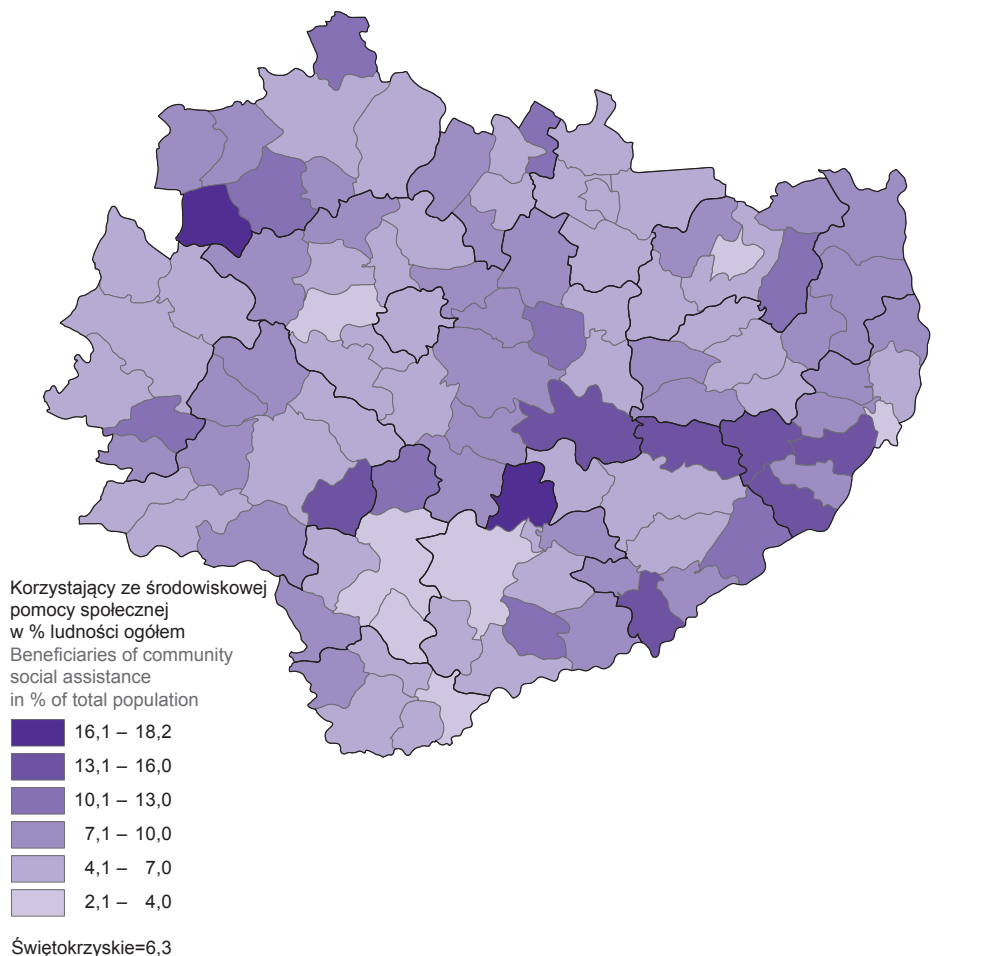 Korzystający ze środowiskowej
pomocy społecznej
w % ludności ogółem
Beneficiaries of community
social assistance
in % of total population
16,1 – 18,2
13,1 – 16,0
10,1 – 13,0
7,1 – 10,0
4,1 – 7,0
2,1 – 4,0
Świętokrzyskie=6,3